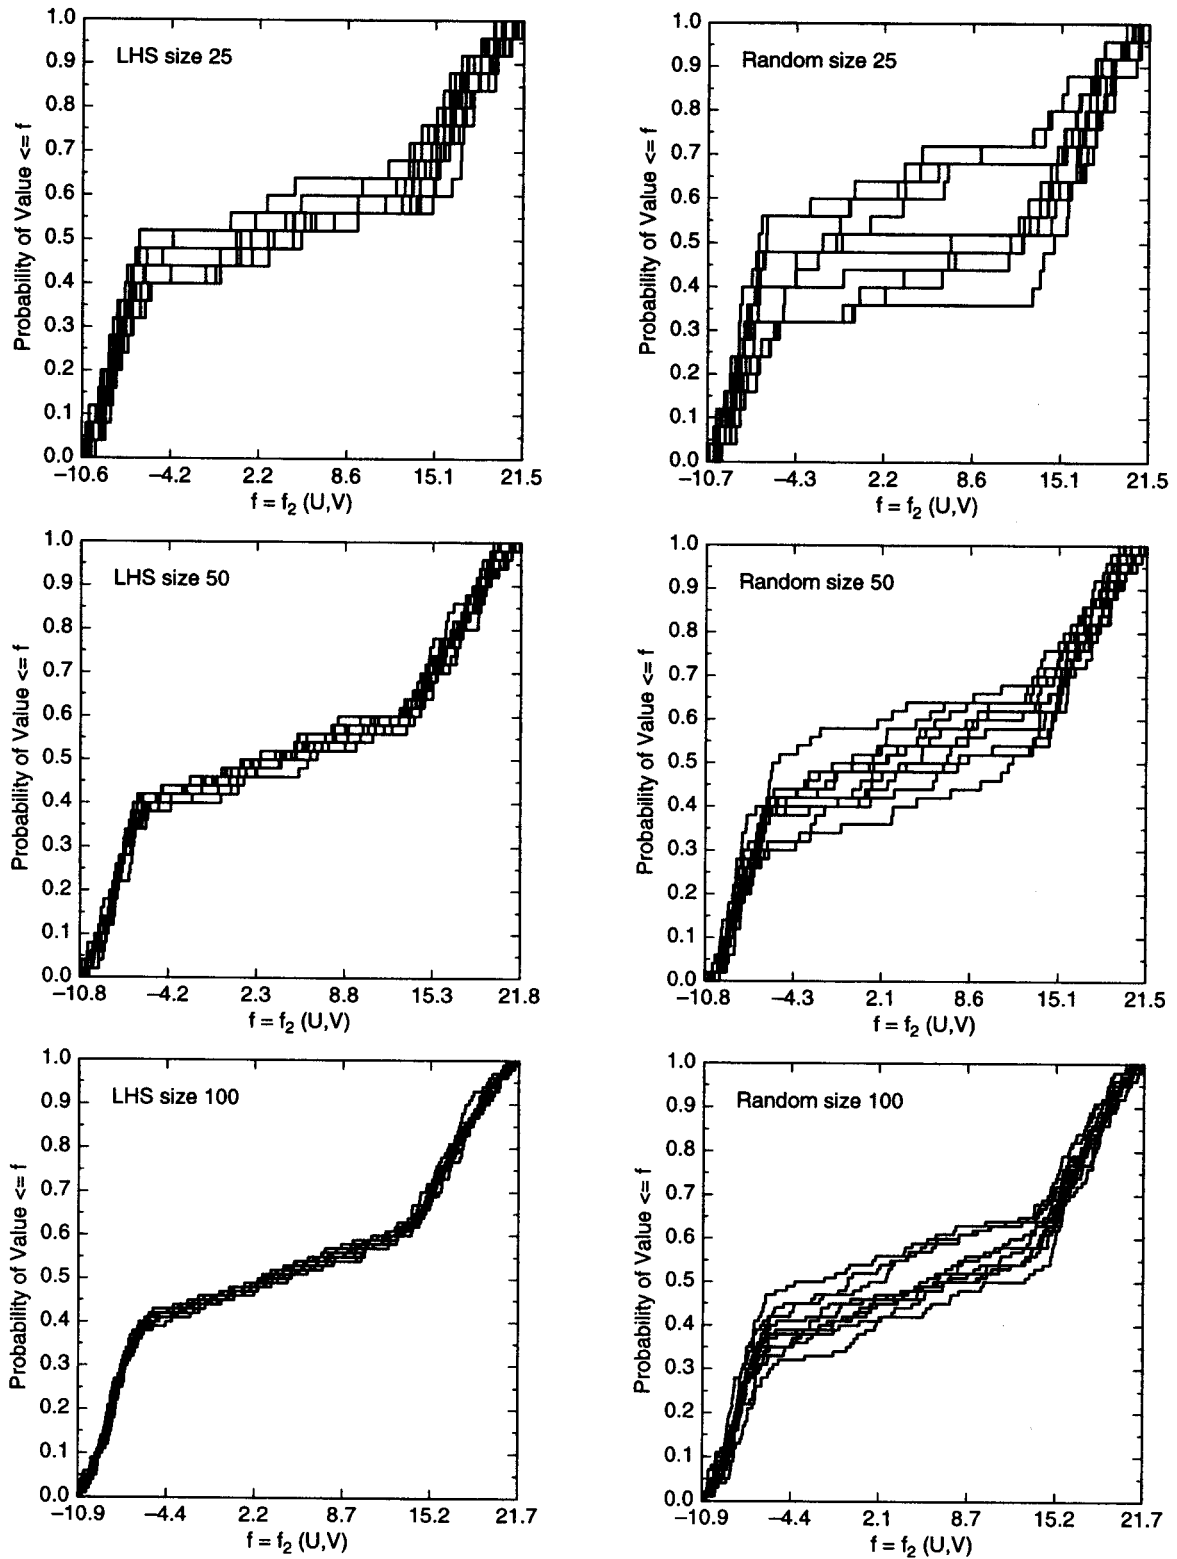 1.0
0.9
0.8
0.7
0.6
0.5
0.4
0.3
0.2
0.1
0.0
Probability of Value <= f
LHS size 25
−10.6 −4.2 2.2 8.6 15.1 21.5
f = f2 (U,V)
1.0
0.9
0.8
0.7
0.6
0.5
0.4
0.3
0.2
0.1
0.0
Probability of Value <= f
Random size 25
−10.7 −4.3 2.2 8.6 15.1 21.5
f = f2 (U,V)
1.0
0.9
0.8
0.7
0.6
0.5
0.4
0.3
0.2
0.1
0.0
Probability of Value <= f
LHS size 50
−10.8 −4.2 2.3 8.8 15.3 21.8
f = f2 (U,V)
1.0
0.9
0.8
0.7
0.6
0.5
0.4
0.3
0.2
0.1
0.0
Probability of Value <= f
Random size 50
−10.8 −4.3 2.1 8.6 15.1 21.5
f = f2 (U,V)
1.0
0.9
0.8
0.7
0.6
0.5
0.4
0.3
0.2
0.1
0.0
Probability of Value <= f
LHS size 100
−10.9 −4.4 2.2 8.7 15.2 21.7
f = f2 (U,V)
1.0
0.9
0.8
0.7
0.6
0.5
0.4
0.3
0.2
0.1
0.0
Probability of Value <= f
Random size 100
−10.9 −4.4 2.1 8.7 15.2 21.7
f = f2 (U,V)